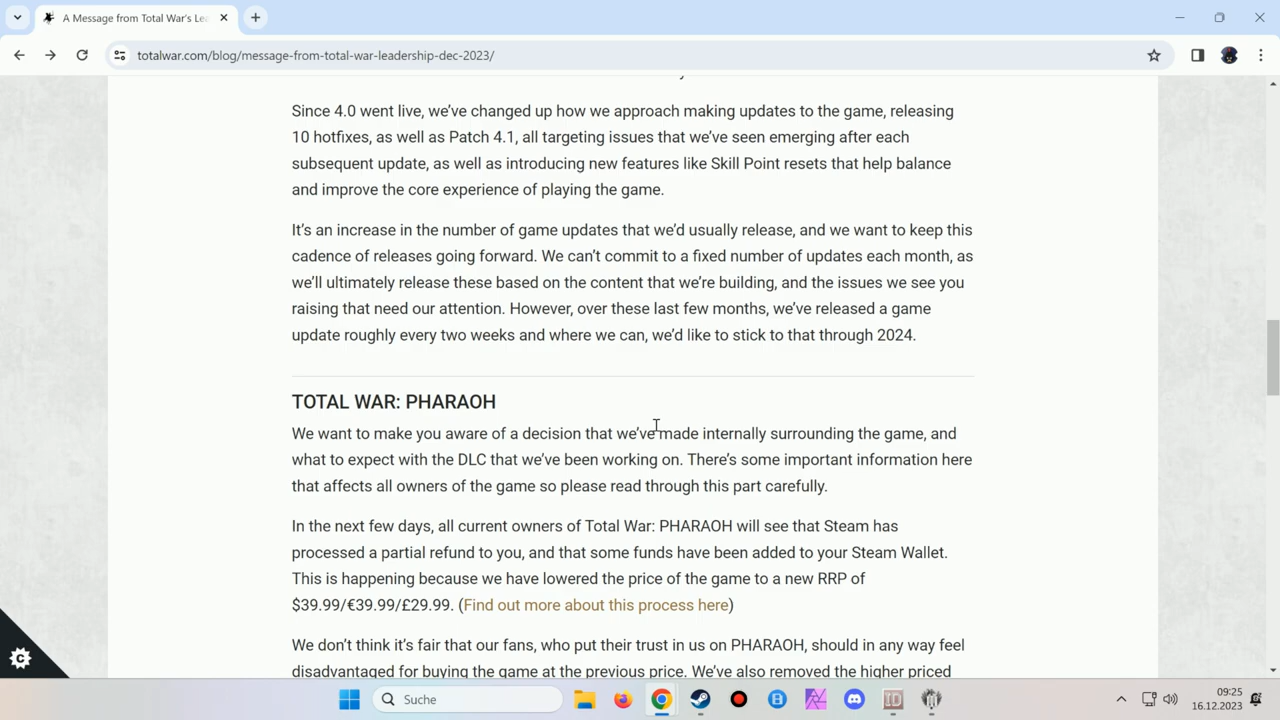 A Message from Total War's Le
totalwar.com/blog/message-from-total-war-leadership-dec-2023/
Since 4.0 went live, we've changed up how we approach making updates to the game, releasing
10 hotfixes, as well as Patch 4.1, all targeting issues that we've seen emerging after each
subsequent update, as well as introducing new features like Skill Point resets that help balance
and improve the core experience of playing the game.
It's an increase in the number of game updates that we'd usually release, and we want to keep this
cadence of releases going forward. We can't commit to a fixed number of updates each month, as
we'll ultimately release these based on the content that we're building, and the issues we see you
raising that need our attention. However, over these last few months, we've released a game
update roughly every two weeks and where we can, we'd like to stick to that through 2024.
TOTAL WAR: PHARAOH
We want to make you aware of a decision that we've made internally surrounding the game, and
what to expect with the DLC that we've been working on. There's some important information here
that affects all owners of the game so please read through this part carefully.
In the next few days, all current owners of Total War: PHARAOH will see that Steam has
processed a partial refund to you, and that some funds have been added to your Steam Wallet.
This is happening because we have lowered the price of the game to a new RRP of
$39.99/€39.99/£29.99. (Find out more about this process here)
We don't think it's fair that our fans, who put their trust in us on PHARAOH, should in any way feel
disadvantaged for buying the game at the previous price. We've also removed the higher priced
Suche
09:25
16.12.2023